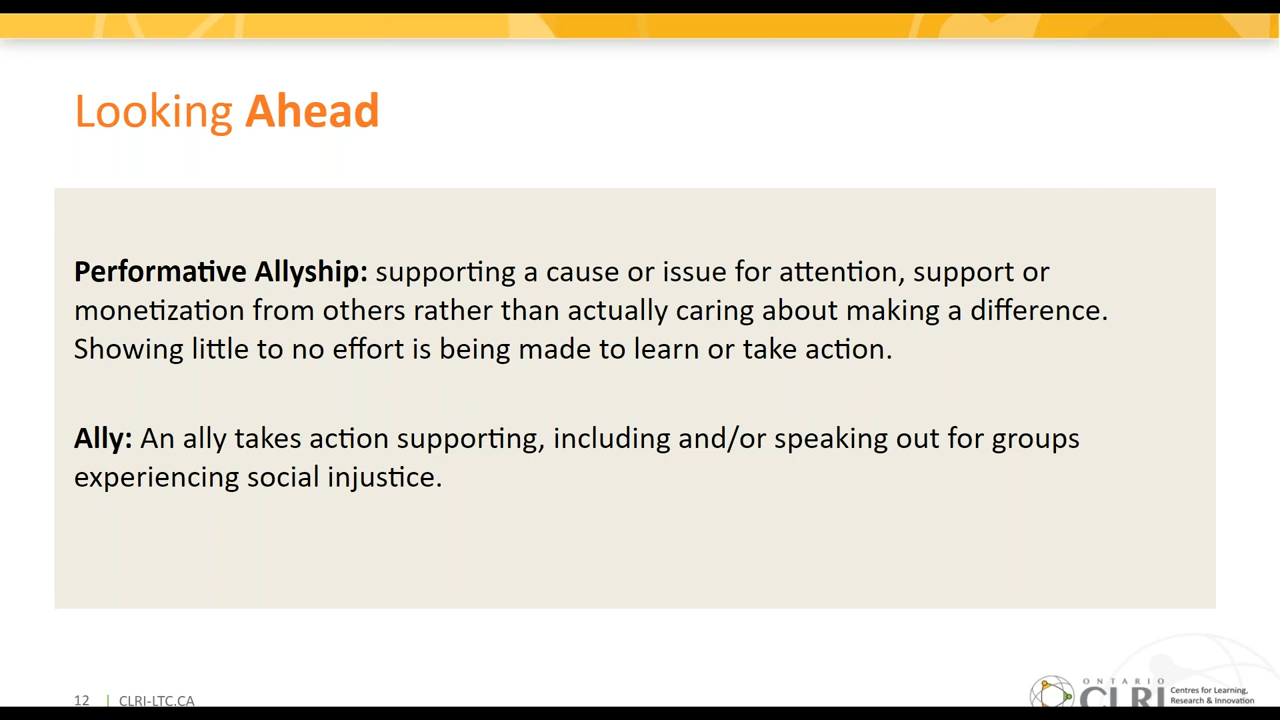 Looking Ahead
Performative Allyship: supporting a cause or issue for attention, support or
monetization from others rather than actually caring about making a difference.
Showing little to no effort is being made to learn or take action.
Ally: An ally takes action supporting, including and/or speaking out for groups
experiencing social injustice.
12 | CLRI-LTC.CA
ONTARIO
CLRI
Centres for Learning,
Research & Innovation